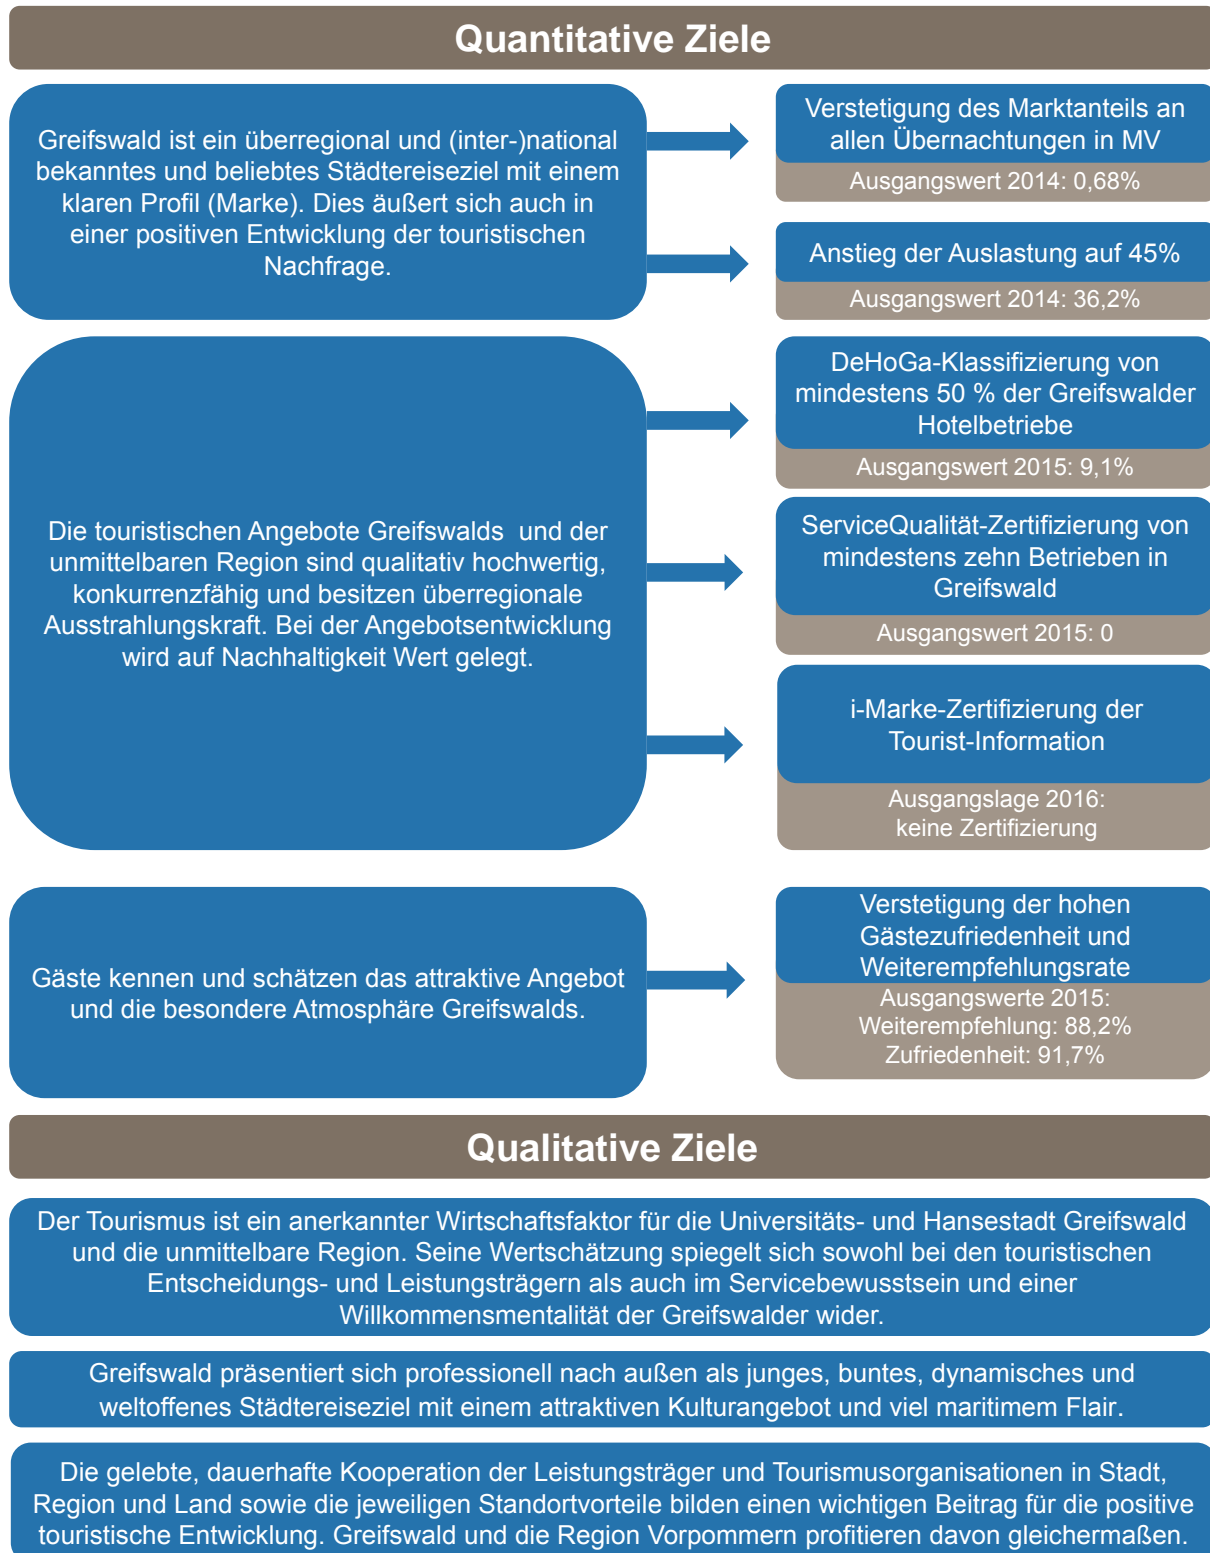 Quantitative Ziele
Greifswald ist ein überregional und (inter-)national
bekanntes und beliebtes Städtereiseziel mit einem
klaren Profil (Marke). Dies äußert sich auch in
einer positiven Entwicklung der touristischen
Nachfrage.
Verstetigung des Marktanteils an
allen Übernachtungen in MV
Ausgangswert 2014: 0,68%
Anstieg der Auslastung auf 45%
Ausgangswert 2014: 36,2%
Die touristischen Angebote Greifswalds und der
unmittelbaren Region sind qualitativ hochwertig,
konkurrenzfähig und besitzen überregionale
Ausstrahlungskraft. Bei der Angebotsentwicklung
wird auf Nachhaltigkeit Wert gelegt.
DeHoGa-Klassifizierung von
mindestens 50 % der Greifswalder
Hotelbetriebe
Ausgangswert 2015: 9,1%
ServiceQualität-Zertifizierung von
mindestens zehn Betrieben in
Greifswald
Ausgangswert 2015: 0
i-Marke-Zertifizierung der
Tourist-Information
Ausgangslage 2016:
keine Zertifizierung
Gäste kennen und schätzen das attraktive Angebot
und die besondere Atmosphäre Greifswalds.
Verstetigung der hohen
Gästezufriedenheit und
Weiterempfehlungsrate
Ausgangswerte 2015:
Weiterempfehlung: 88,2%
Zufriedenheit: 91,7%
Qualitative Ziele
Der Tourismus ist ein anerkannter Wirtschaftsfaktor für die Universitäts- und Hansestadt Greifswald
und die unmittelbare Region. Seine Wertschätzung spiegelt sich sowohl bei den touristischen
Entscheidungs- und Leistungsträgern als auch im Servicebewusstsein und einer
Willkommensmentalität der Greifswalder wider.
Greifswald präsentiert sich professionell nach außen als junges, buntes, dynamisches und
weltoffenes Städtereiseziel mit einem attraktiven Kulturangebot und viel maritimem Flair.
Die gelebte, dauerhafte Kooperation der Leistungsträger und Tourismusorganisationen in Stadt,
Region und Land sowie die jeweiligen Standortvorteile bilden einen wichtigen Beitrag für die positive
touristische Entwicklung. Greifswald und die Region Vorpommern profitieren davon gleichermaßen.